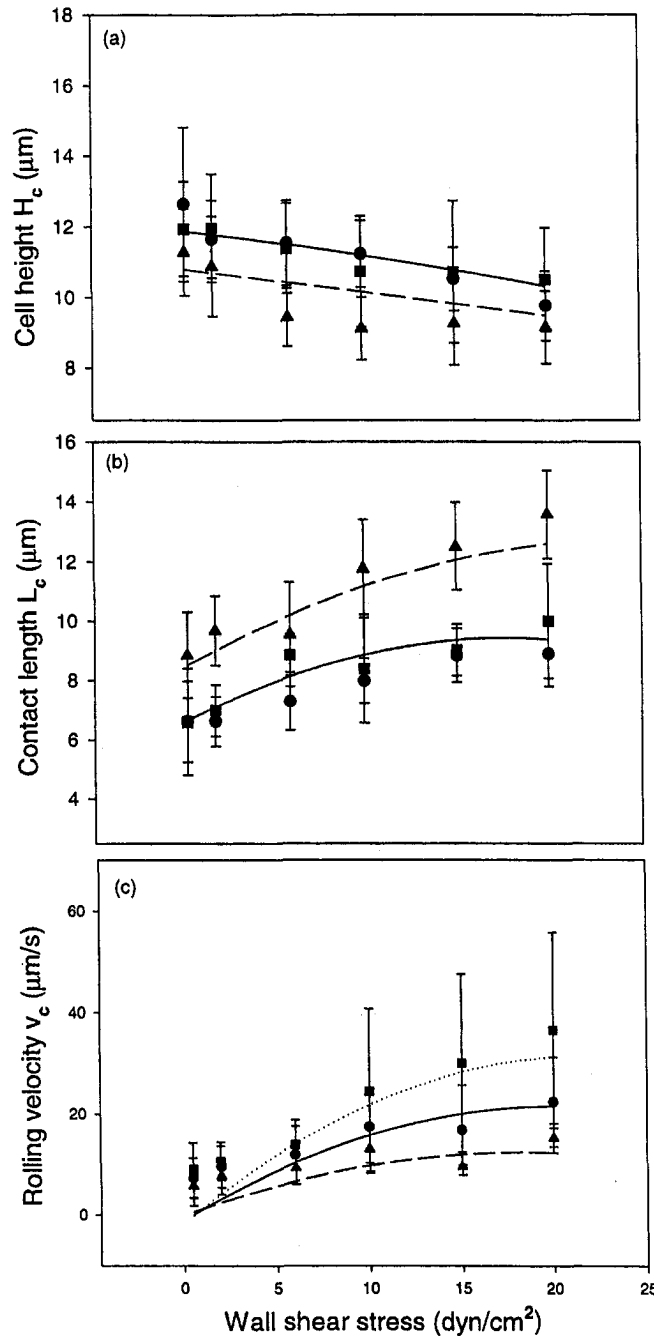 (a)
18
16
14
12
10
8
Cell height H_c (μm)
(b)
16
14
12
10
8
6
4
Contact length L_c (μm)
(c)
60
40
20
0
Rolling velocity v_c (μm/s)
0 5 10 15 20 25
Wall shear stress (dyn/cm²)